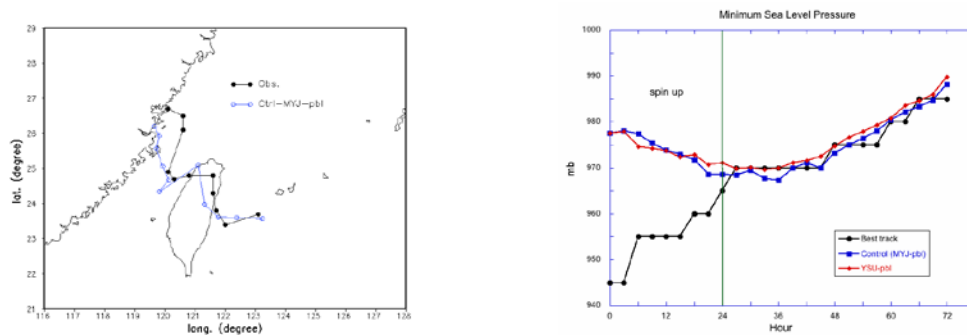 29
28
27
26
25
24
23
22
21
lat. (degree)
116 117 118 119 120 121 122 123 124 125 126 127 128
long. (degree)
Obs.
Ctrl-MYJ-pbl
Minimum Sea Level Pressure
1000
990
980
970
960
950
940
mb
spin up
Best track
Control (MYJ-pbl)
YSU-pbl
0 12 24 36 48 60 72
Hour